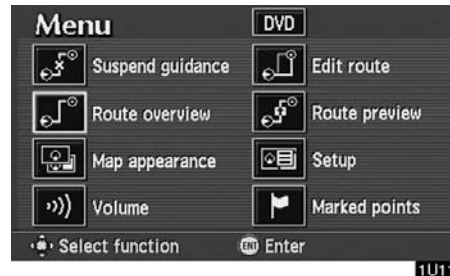 Menu DVD
Suspend guidance Edit route
Route overview Route preview
Map appearance Setup
Volume Marked points
Select function ENT Enter